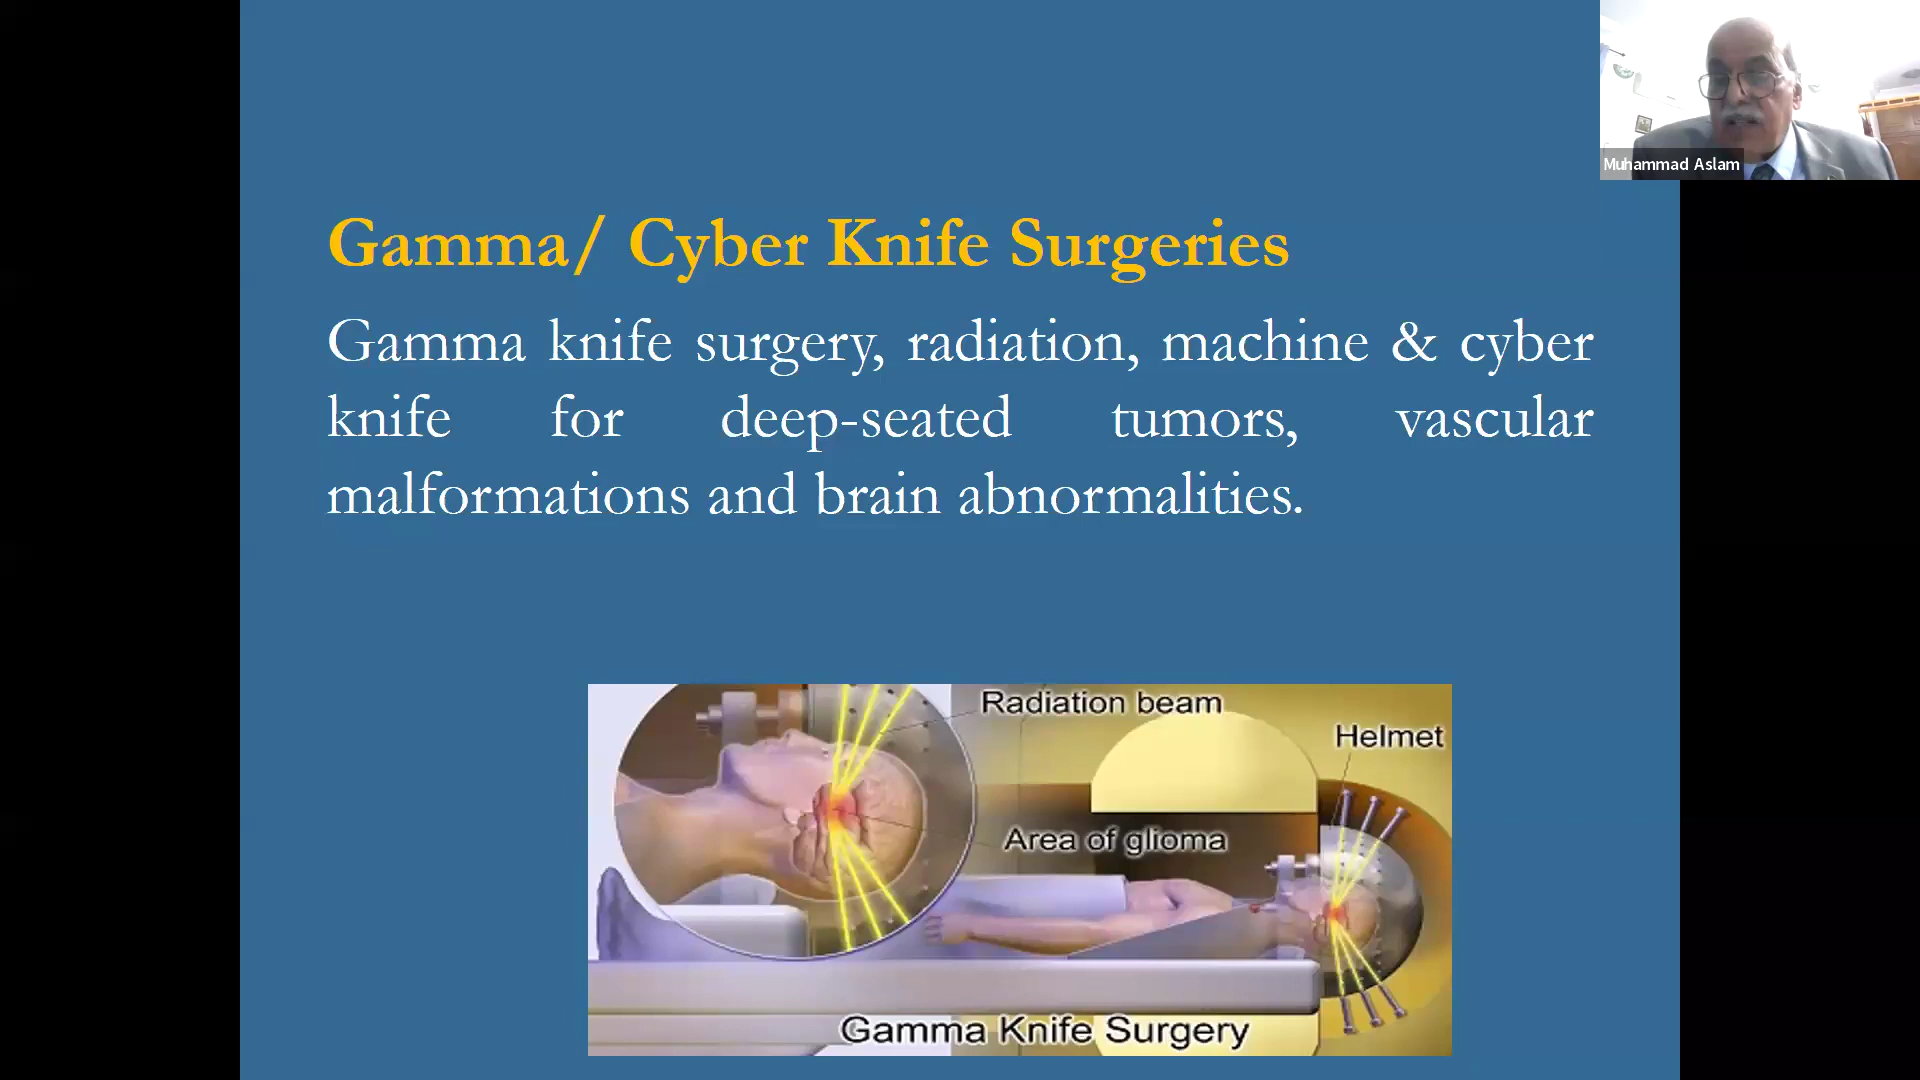 Muhammad Aslam
Gamma/ Cyber Knife Surgeries
Gamma knife surgery, radiation, machine & cyber
knife for deep-seated tumors, vascular
malformations and brain abnormalities.
Radiation beam
Helmet
Area of glioma
Gamma Knife Surgery